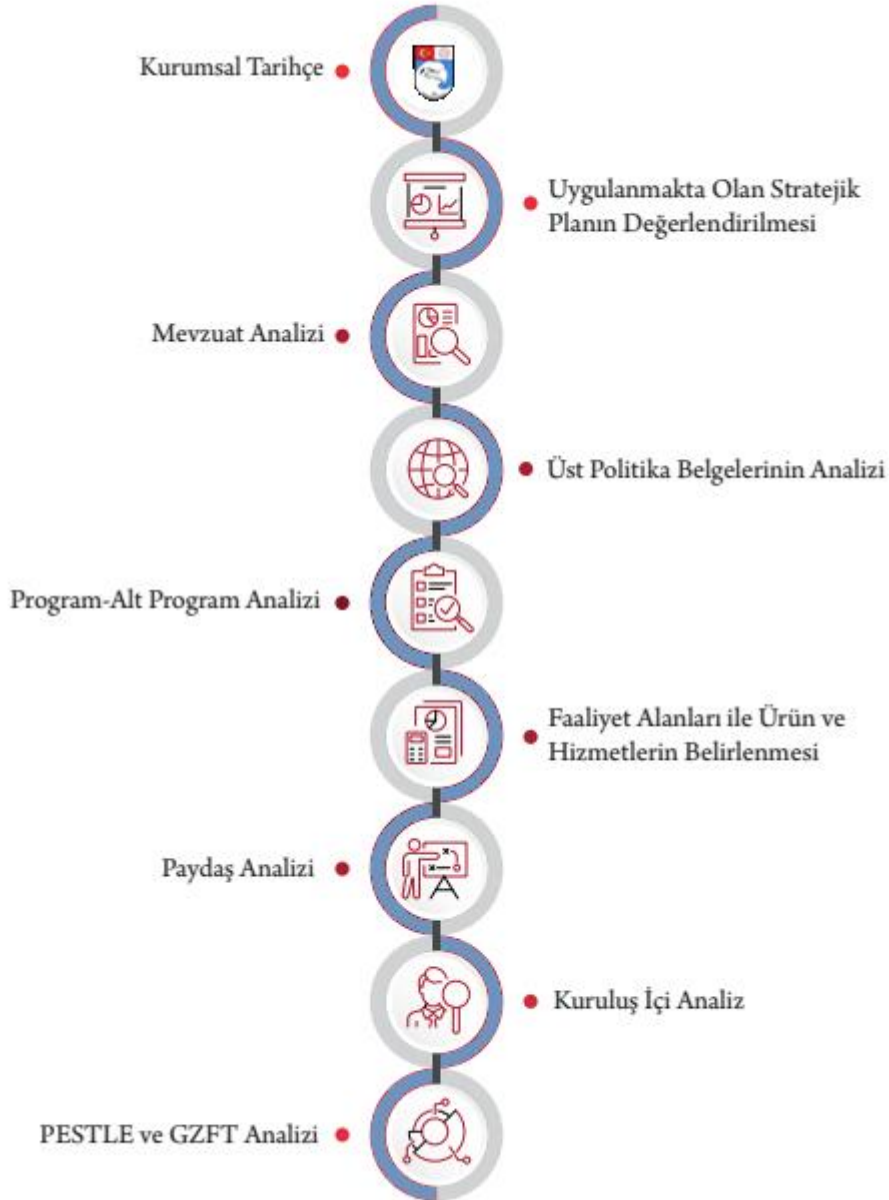 Kurumsal Tarihçe
Uygulanmakta Olan Stratejik
Planın Değerlendirilmesi
Mevzuat Analizi
Üst Politika Belgelerinin Analizi
Program-Alt Program Analizi
Faaliyet Alanları ile Ürün ve
Hizmetlerin Belirlenmesi
Paydaş Analizi
Kuruluş İçi Analiz
PESTLE ve GZFT Analizi